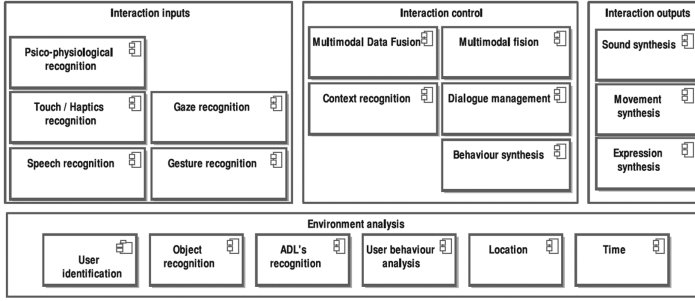 Interaction inputs
Psico-physiological
recognition
Touch / Haptics
recognition
Gaze recognition
Speech recognition
Gesture recognition
Interaction control
Multimodal Data Fusion
Multimodal fision
Context recognition
Dialogue management
Behaviour synthesis
Interaction outputs
Sound synthesis
Movement
synthesis
Expression
synthesis
Environment analysis
User
identification
Object
recognition
ADL's
recognition
User behaviour
analysis
Location
Time